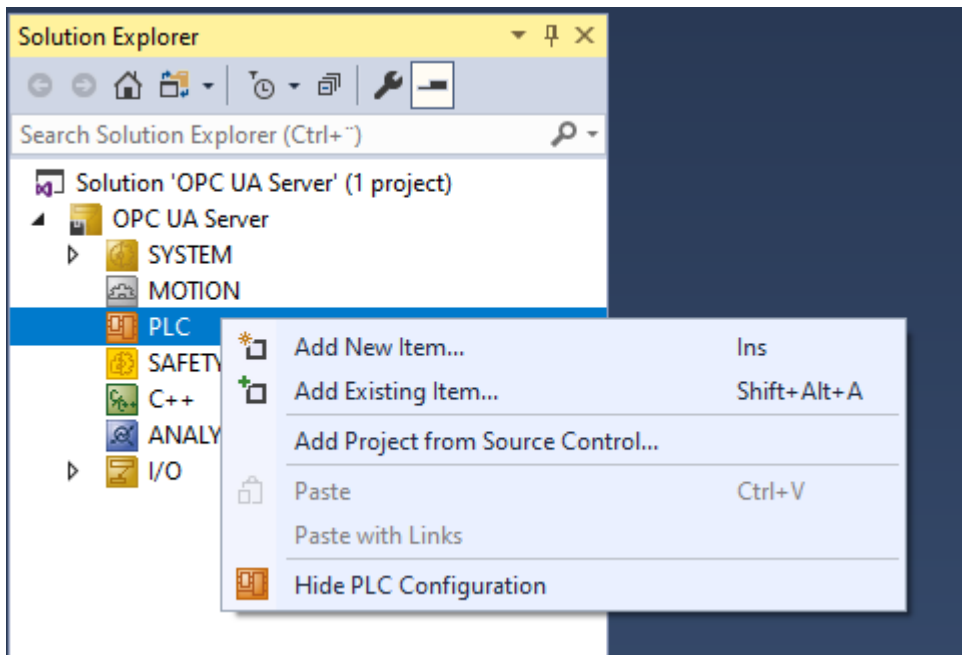 Solution Explorer
Search Solution Explorer (Ctrl+¨)
Solution 'OPC UA Server' (1 project)
OPC UA Server
SYSTEM
MOTION
PLC
SAFETY
C++
ANALY
I/O
Add New Item... Ins
Add Existing Item... Shift+Alt+A
Add Project from Source Control...
Paste Ctrl+V
Paste with Links
Hide PLC Configuration